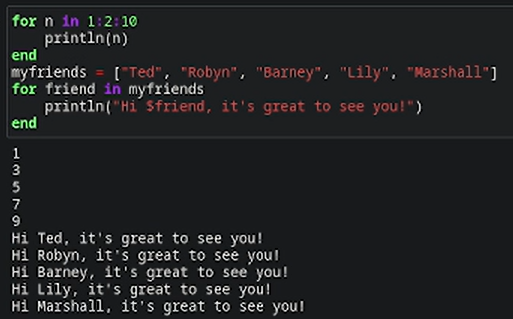 for n in 1:2:10
    println(n)
end
myfriends = ["Ted", "Robyn", "Barney", "Lily", "Marshall"]
for friend in myfriends
    println("Hi $friend, it's great to see you!")
end
1
3
5
7
9
Hi Ted, it's great to see you!
Hi Robyn, it's great to see you!
Hi Barney, it's great to see you!
Hi Lily, it's great to see you!
Hi Marshall, it's great to see you!